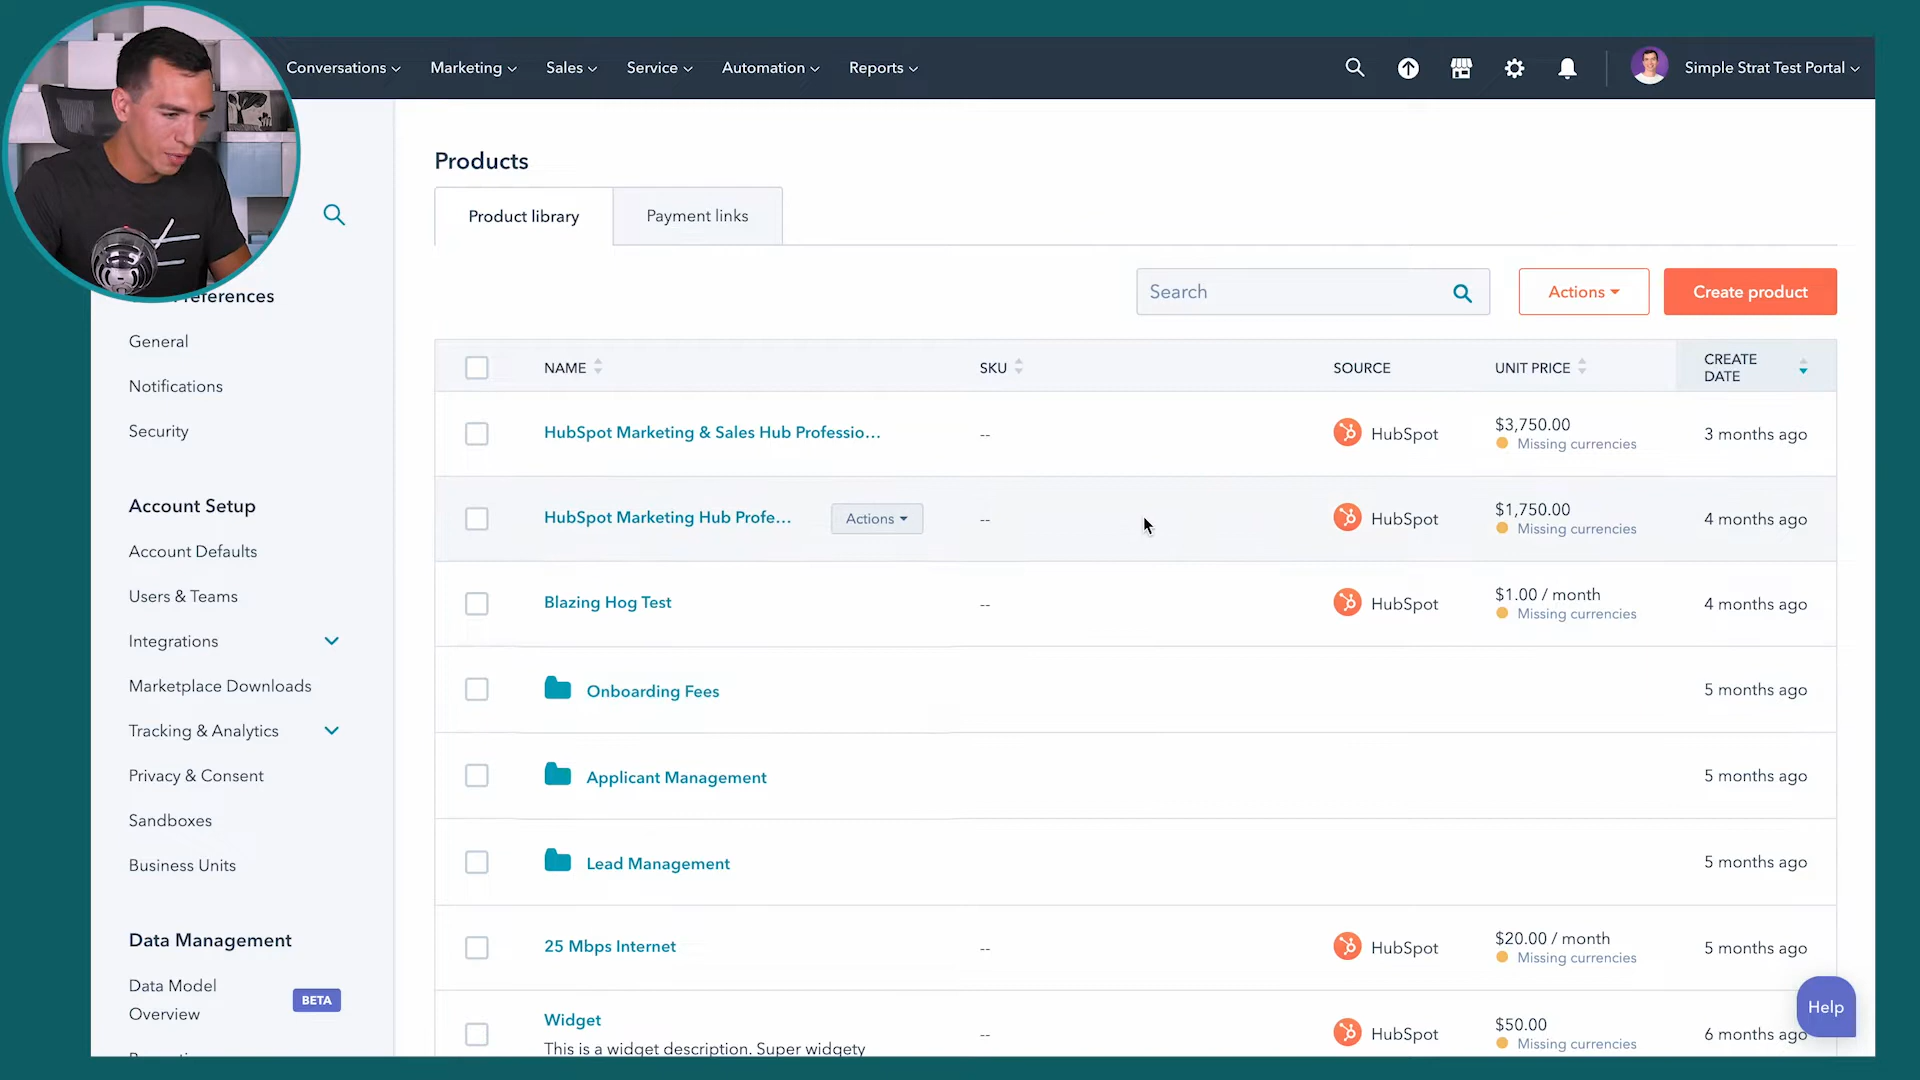 Conversations
Marketing
Sales
Service
Automation
Reports
Simple Strat Test Portal
General
Notifications
Security
Account Setup
Account Defaults
Users & Teams
Integrations
Marketplace Downloads
Tracking & Analytics
Privacy & Consent
Sandboxes
Business Units
Data Management
Data Model
Overview
BETA
Products
Product library
Payment links
Search
Actions
Create product
NAME
SKU
SOURCE
UNIT PRICE
CREATE
DATE
HubSpot Marketing & Sales Hub Professio...
--
HubSpot
$3,750.00
Missing currencies
3 months ago
HubSpot Marketing Hub Profe...
Actions
--
HubSpot
$1,750.00
Missing currencies
4 months ago
Blazing Hog Test
--
HubSpot
$1.00 / month
Missing currencies
4 months ago
Onboarding Fees
5 months ago
Applicant Management
5 months ago
Lead Management
5 months ago
25 Mbps Internet
--
HubSpot
$20.00 / month
Missing currencies
5 months ago
Widget
This is a widget description. Super widgety
--
HubSpot
$50.00
Missing currencies
6 months ago
Help